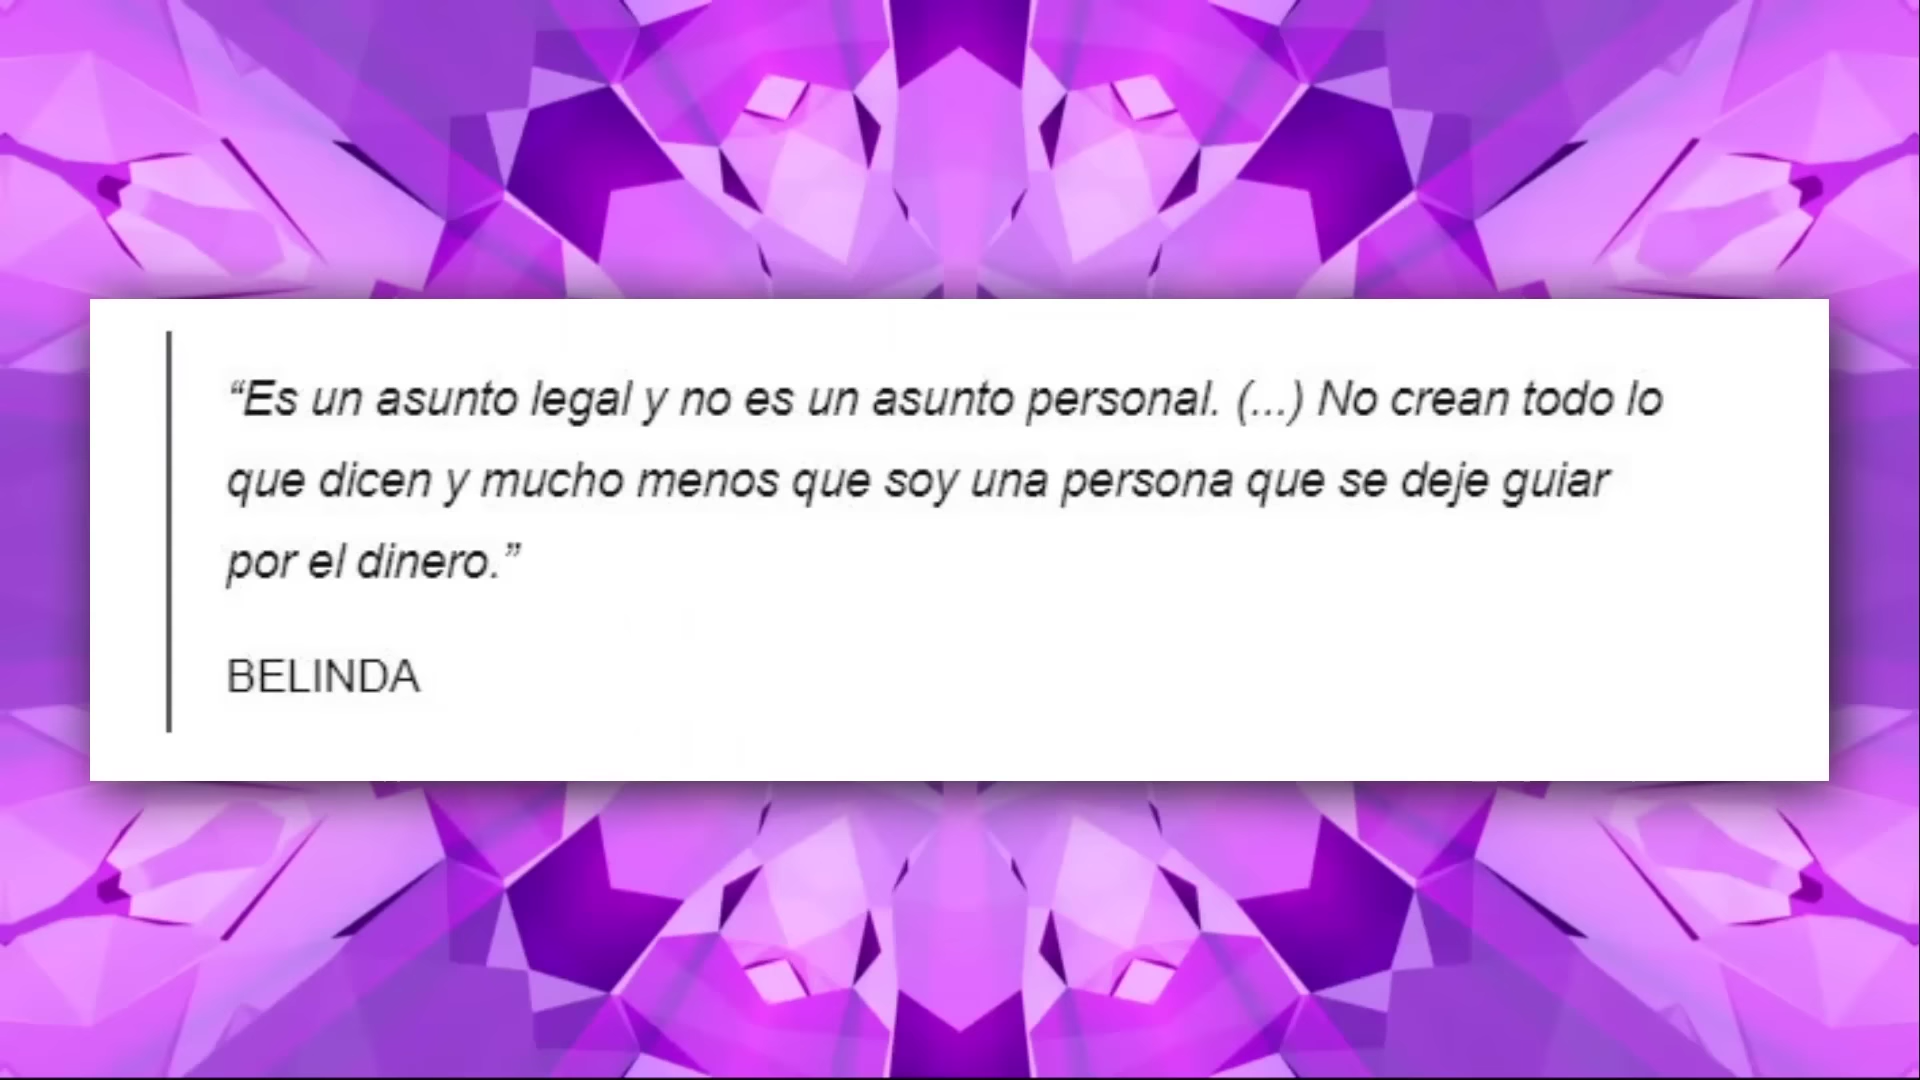 “Es un asunto legal y no es un asunto personal. (...) No crean todo lo
que dicen y mucho menos que soy una persona que se deje guiar
por el dinero.”
BELINDA